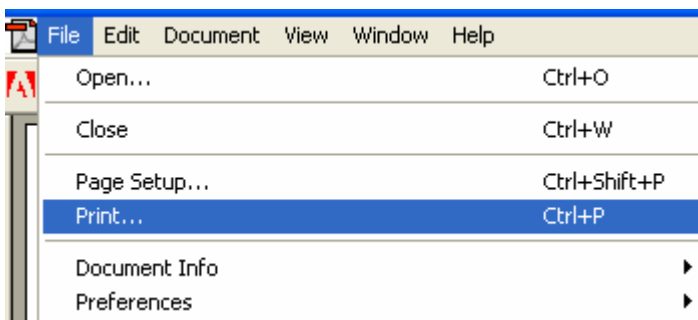 File Edit Document View Window Help
Open... Ctrl+O
Close Ctrl+W
Page Setup... Ctrl+Shift+P
Print... Ctrl+P
Document Info
Preferences